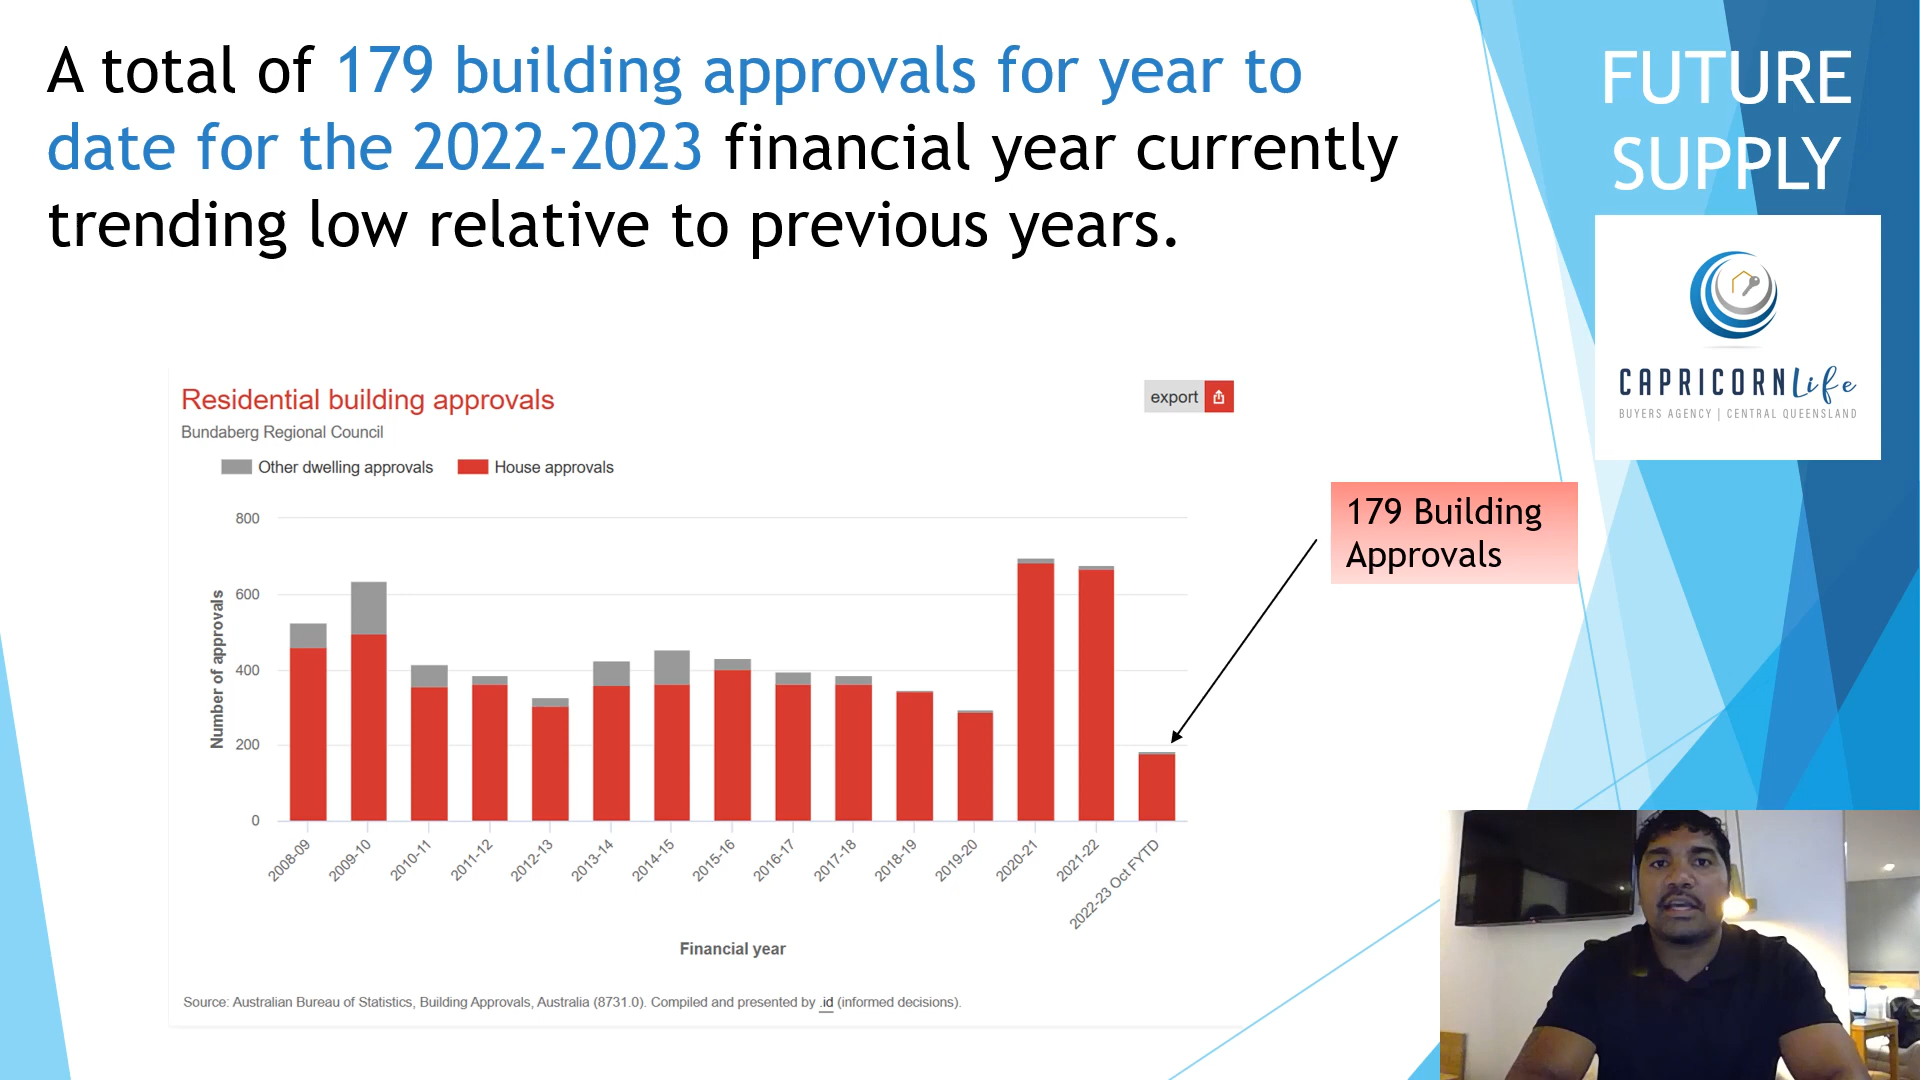 A total of 179 building approvals for year to
date for the 2022-2023 financial year currently
trending low relative to previous years.
FUTURE
SUPPLY
CAPRICORN Life
BUYERS AGENCY | CENTRAL QUEENSLAND
Residential building approvals
export
Bundaberg Regional Council
Other dwelling approvals
House approvals
179 Building
Approvals
Number of approvals
800
600
400
200
0
2008-09
2009-10
2010-11
2011-12
2012-13
2013-14
2014-15
2015-16
2016-17
2017-18
2018-19
2019-20
2020-21
2021-22
2022-23 Oct FYTD
Financial year
Source: Australian Bureau of Statistics, Building Approvals, Australia (8731.0). Compiled and presented by .id (informed decisions).